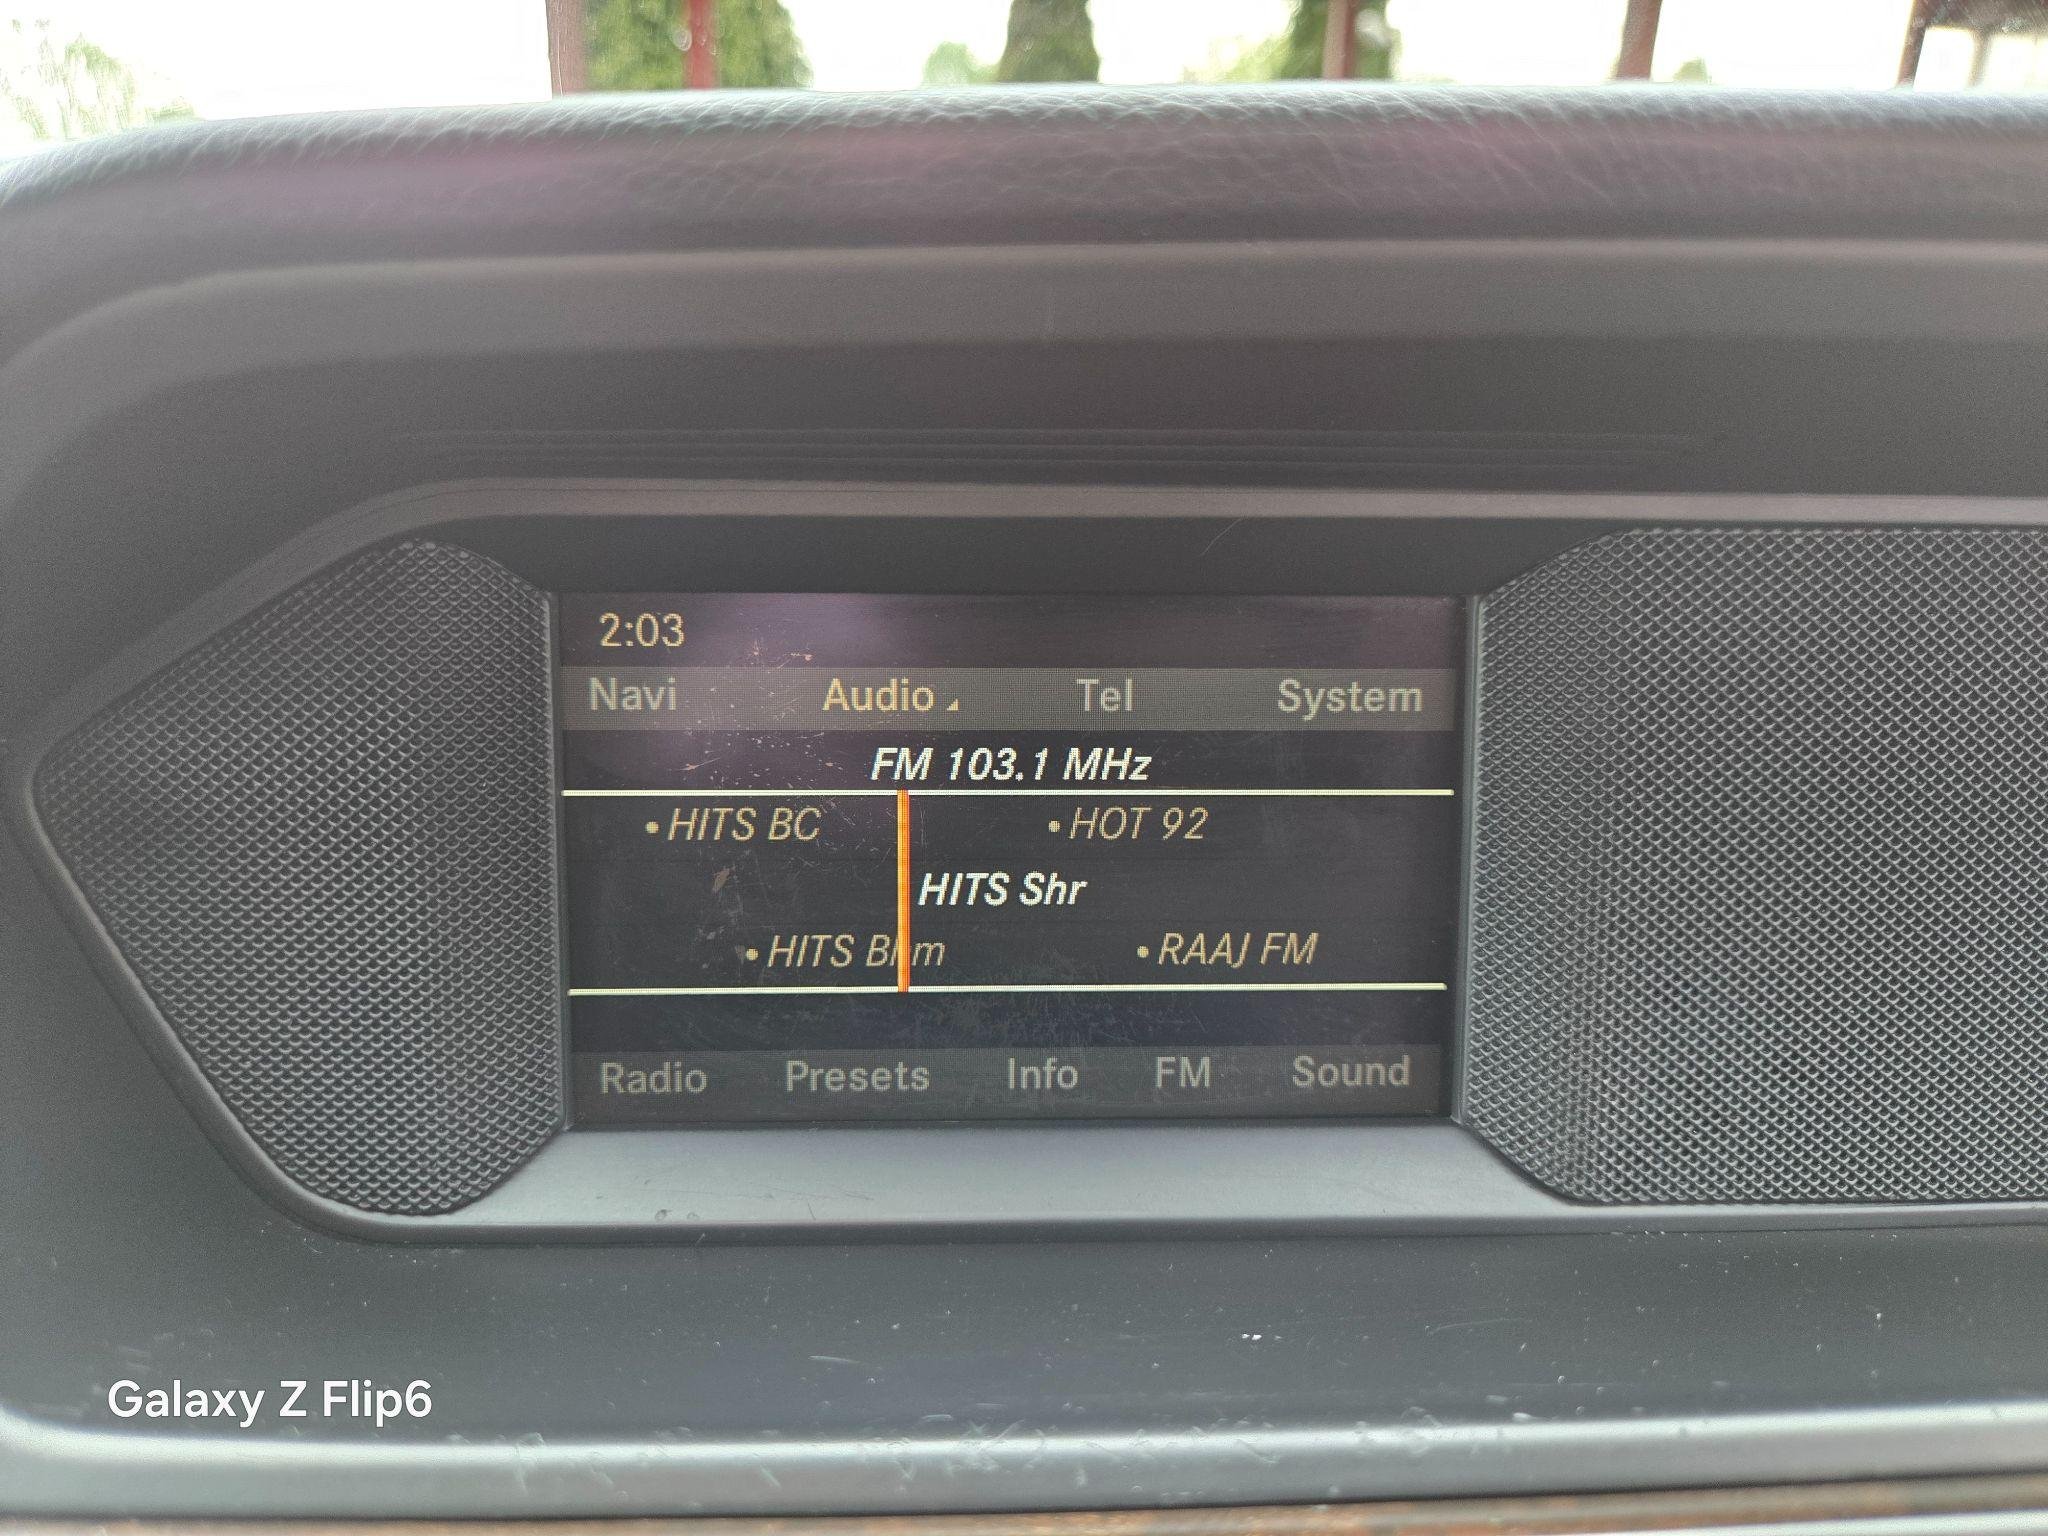 2:03
Navi Audio Tel System
FM 103.1 MHz
•HITS BC •HOT 92
HITS Shr
•HITS •RAAJ FM
Radio Presets Info FM Sound
Galaxy Z Flip6